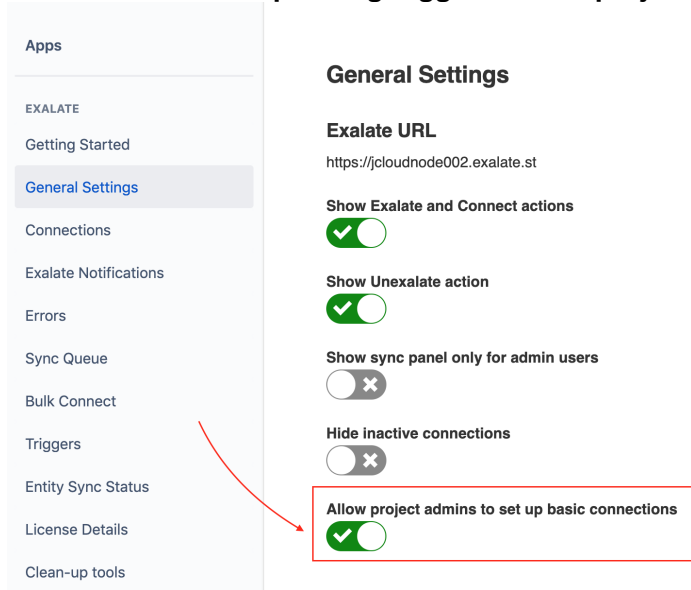 Apps
EXALATE
Getting Started
General Settings
Connections
Exalate Notifications
Errors
Sync Queue
Bulk Connect
Triggers
Entity Sync Status
License Details
Clean-up tools
General Settings
Exalate URL
https://jcloudnode002.exalate.st
Show Exalate and Connect actions
Show Unexalate action
Show sync panel only for admin users
Hide inactive connections
Allow project admins to set up basic connections